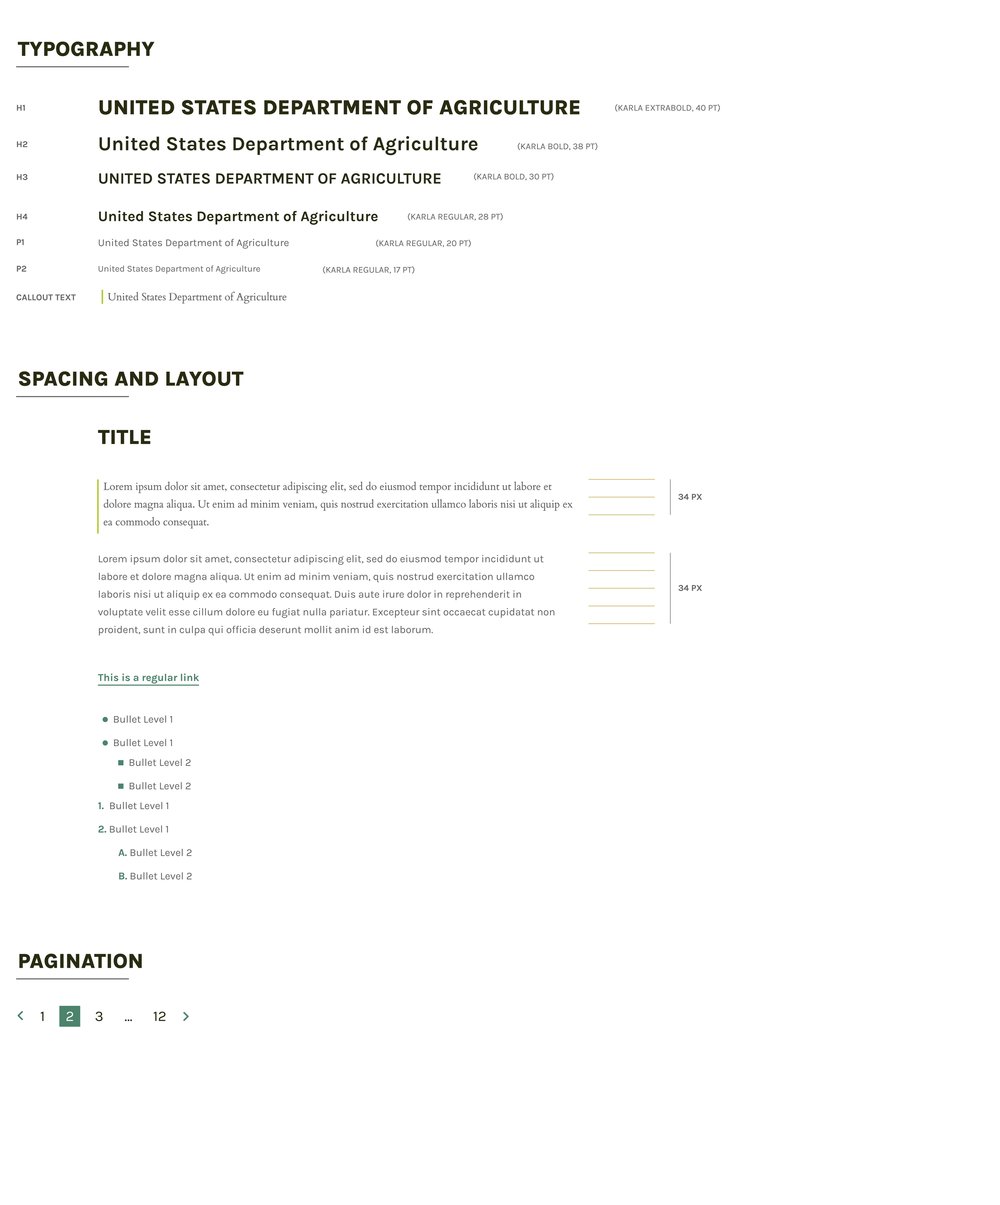 TYPOGRAPHY
H1 UNITED STATES DEPARTMENT OF AGRICULTURE (KARLA EXTRABOLD, 40 PT)
H2 United States Department of Agriculture (KARLA BOLD, 38 PT)
H3 UNITED STATES DEPARTMENT OF AGRICULTURE (KARLA BOLD, 30 PT)
H4 United States Department of Agriculture (KARLA REGULAR, 28 PT)
P1 United States Department of Agriculture (KARLA REGULAR, 20 PT)
P2 United States Department of Agriculture (KARLA REGULAR, 17 PT)
CALLOUT TEXT United States Department of Agriculture
SPACING AND LAYOUT
TITLE
Lorem ipsum dolor sit amet, consectetur adipiscing elit, sed do eiusmod tempor incididunt ut labore et
dolore magna aliqua. Ut enim ad minim veniam, quis nostrud exercitation ullamco laboris nisi ut aliquip ex
ea commodo consequat.
34 PX
Lorem ipsum dolor sit amet, consectetur adipiscing elit, sed do eiusmod tempor incididunt ut
labore et dolore magna aliqua. Ut enim ad minim veniam, quis nostrud exercitation ullamco
laboris nisi ut aliquip ex ea commodo consequat. Duis aute irure dolor in reprehenderit in
voluptate velit esse cillum dolore eu fugiat nulla pariatur. Excepteur sint occaecat cupidatat non
proident, sunt in culpa qui officia deserunt mollit anim id est laborum.
34 PX
This is a regular link
Bullet Level 1
Bullet Level 1
Bullet Level 2
Bullet Level 2
1. Bullet Level 1
2. Bullet Level 1
A. Bullet Level 2
B. Bullet Level 2
PAGINATION
1 2 3 ... 12